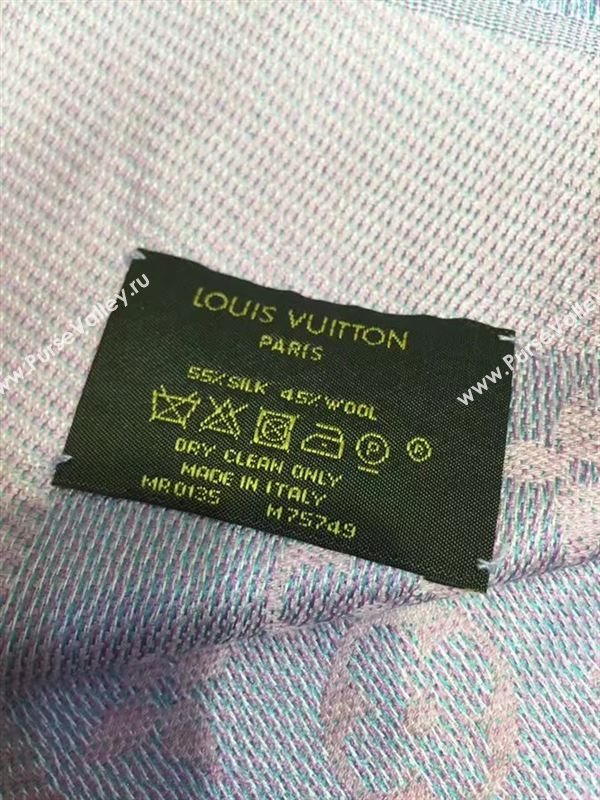 LOUIS VUITTON
PARIS
55% SILK 45% WOOL
P ®
DRY CLEAN ONLY
MADE IN ITALY
MR0135 M75749
www.PurseValley.ru
www.PurseValley.ru